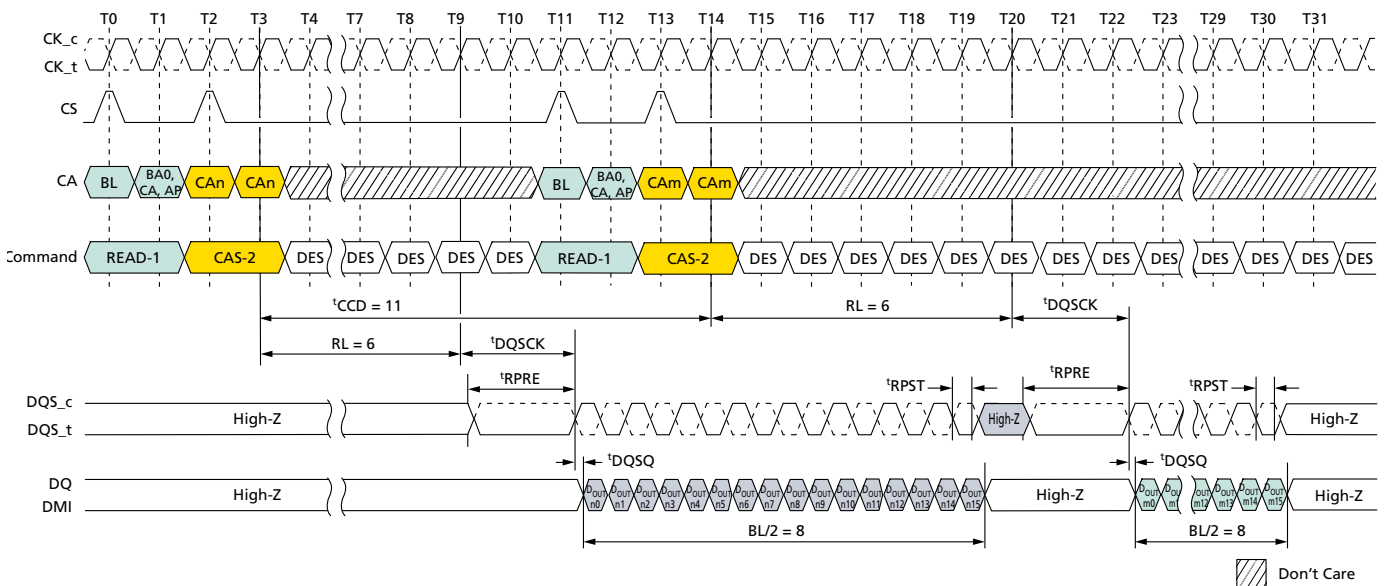 T0 T1 T2 T3 T4 T7 T8 T9 T10 T11 T12 T13 T14 T15 T16 T17 T18 T19 T20 T21 T22 T23 T29 T30 T31
CK_c
CK_t
CS
CA BL BA0, CA, AP CAn CAn BL BA0, CA, AP CAm CAm
Command READ-1 CAS-2 DES DES DES DES DES READ-1 CAS-2 DES DES DES DES DES DES DES DES DES DES DES DES DES
tCCD = 11 RL = 6 tDQSCK
RL = 6 tDQSCK
tRPRE tRPST tRPRE tRPST
DQS_c
DQS_t
High-Z High-Z High-Z
tDQSQ tDQSQ
DQ
DMI
High-Z DOUT n0 DOUT n1 DOUT n2 DOUT n3 DOUT n4 DOUT n5 DOUT n6 DOUT n7 DOUT n8 DOUT n9 DOUT n10 DOUT n11 DOUT n12 DOUT n13 DOUT n14 DOUT n15 High-Z DOUT m0 DOUT m12 DOUT m13 DOUT m14 DOUT m15 High-Z
BL/2 = 8 BL/2 = 8
Don't Care